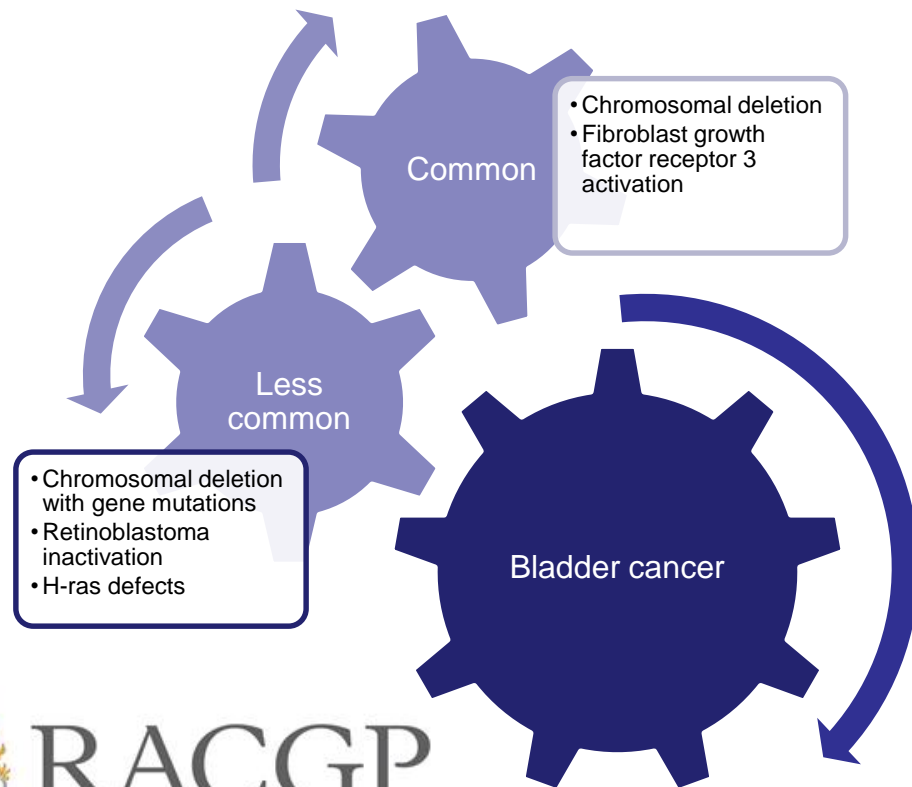 Common
• Chromosomal deletion
• Fibroblast growth
factor receptor 3
activation
Less
common
• Chromosomal deletion
with gene mutations
• Retinoblastoma
inactivation
• H-ras defects
Bladder cancer
RACGP